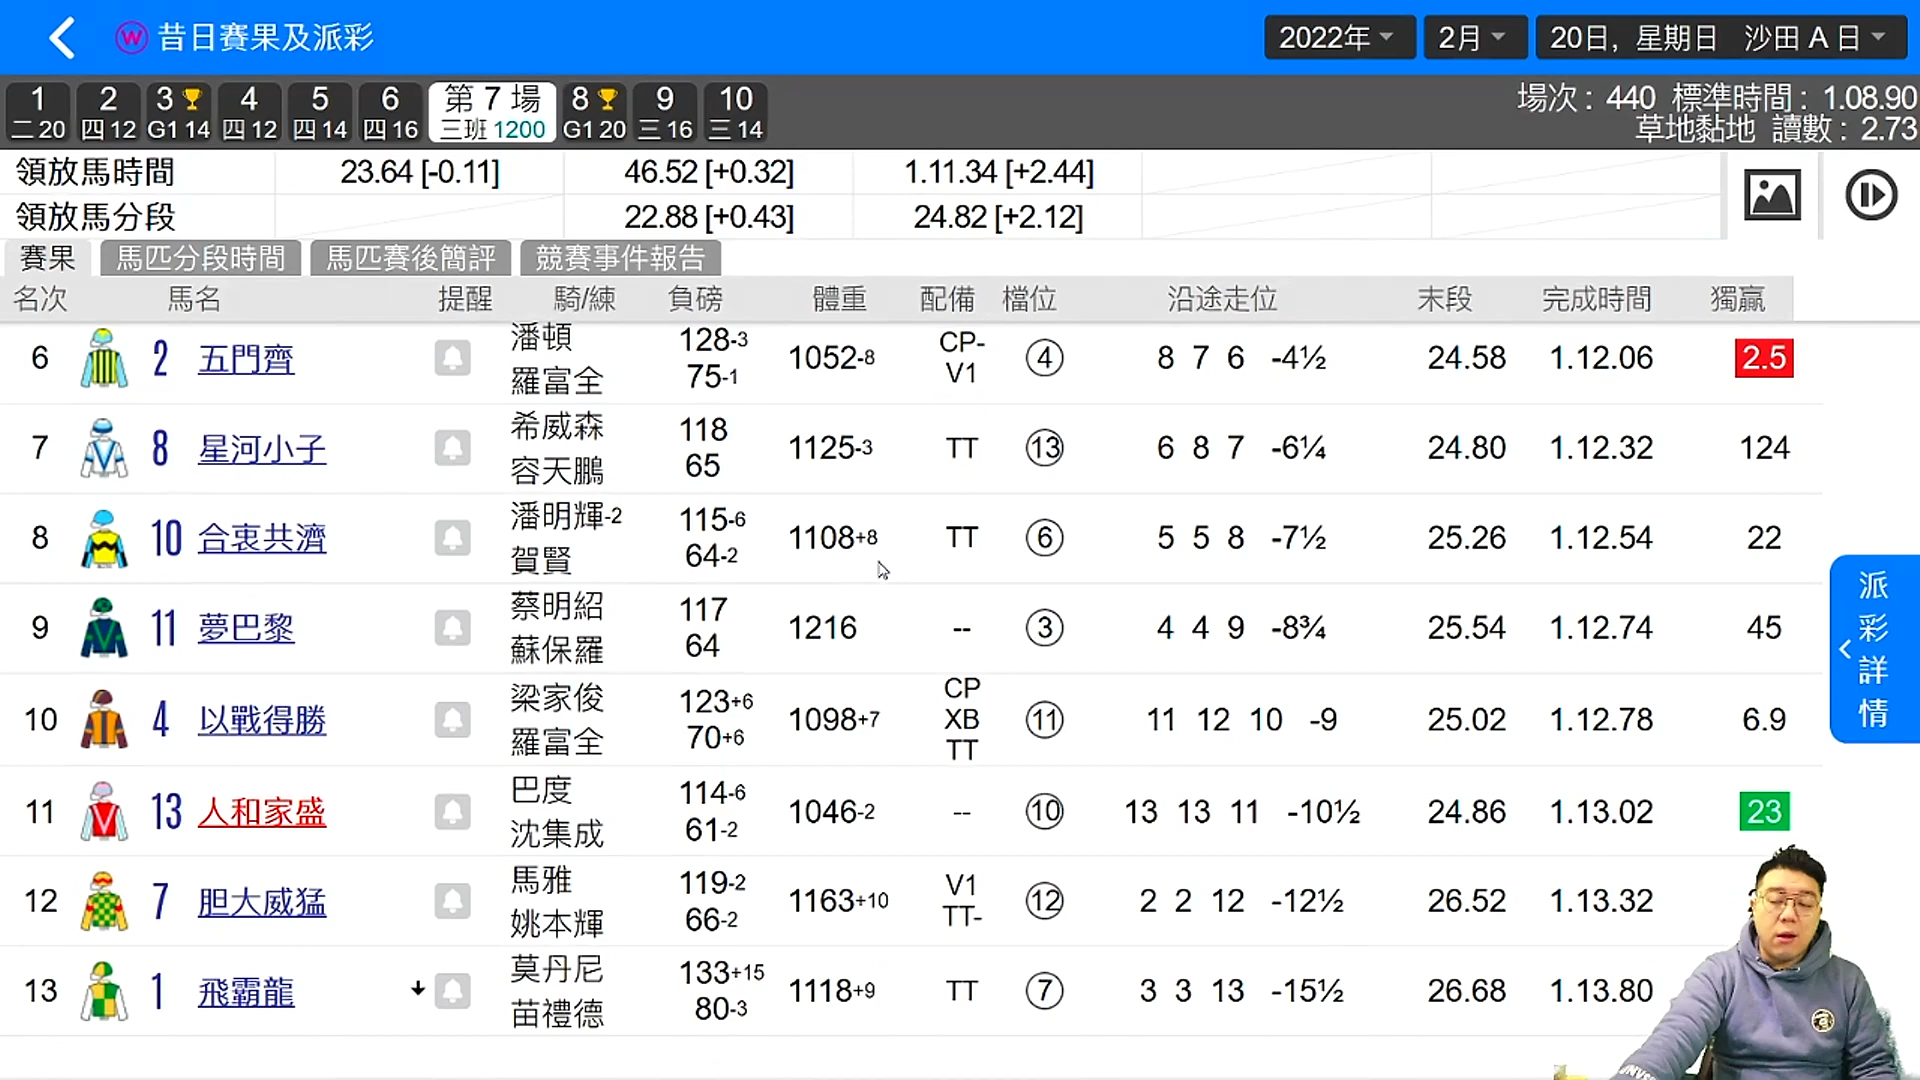 昔日賽果及派彩
2022年 2月 20日, 星期日 沙田 A 日
1 2 3 4 5 6 第 7 場 8 9 10
二 20 四 12 G1 14 四 12 四 14 四 16 三班 1200 G1 20 三 16 三 14
場次 : 440 標準時間 : 1.08.90
草地黏地 讀數 : 2.73
領放馬時間 23.64 [-0.11] 46.52 [+0.32] 1.11.34 [+2.44]
領放馬分段 22.88 [+0.43] 24.82 [+2.12]
賽果 馬匹分段時間 馬匹賽後簡評 競賽事件報告
名次 馬名 提醒 騎/練 負磅 體重 配備 檔位 沿途走位 末段 完成時間 獨贏
潘頓 128-3 CP-
6 2 五門齊 1052-8 4 8 7 6 -4½ 24.58 1.12.06 2.5
羅富全 75-1 V1
希威森 118
7 8 星河小子 1125-3 TT 13 6 8 7 -6¼ 24.80 1.12.32 124
容天鵬 65
潘明輝-2 115-6
8 10 合衷共濟 1108+8 TT 6 5 5 8 -7½ 25.26 1.12.54 22
賀賢 64-2
蔡明紹 117
9 11 夢巴黎 1216 -- 3 4 4 9 -8¾ 25.54 1.12.74 45
蘇保羅 64
梁家俊 123+6 CP
10 4 以戰得勝 1098+7 XB 11 11 12 10 -9 25.02 1.12.78 6.9
羅富全 70+6 TT
巴度 114-6
11 13 人和家盛 1046-2 -- 10 13 13 11 -10½ 24.86 1.13.02 23
沈集成 61-2
馬雅 119-2 V1
12 7 胆大威猛 1163+10 12 2 2 12 -12½ 26.52 1.13.32
姚本輝 66-2 TT-
莫丹尼 133+15
13 1 飛霸龍 1118+9 TT 7 3 3 13 -15½ 26.68 1.13.80
苗禮德 80-3
派彩詳情